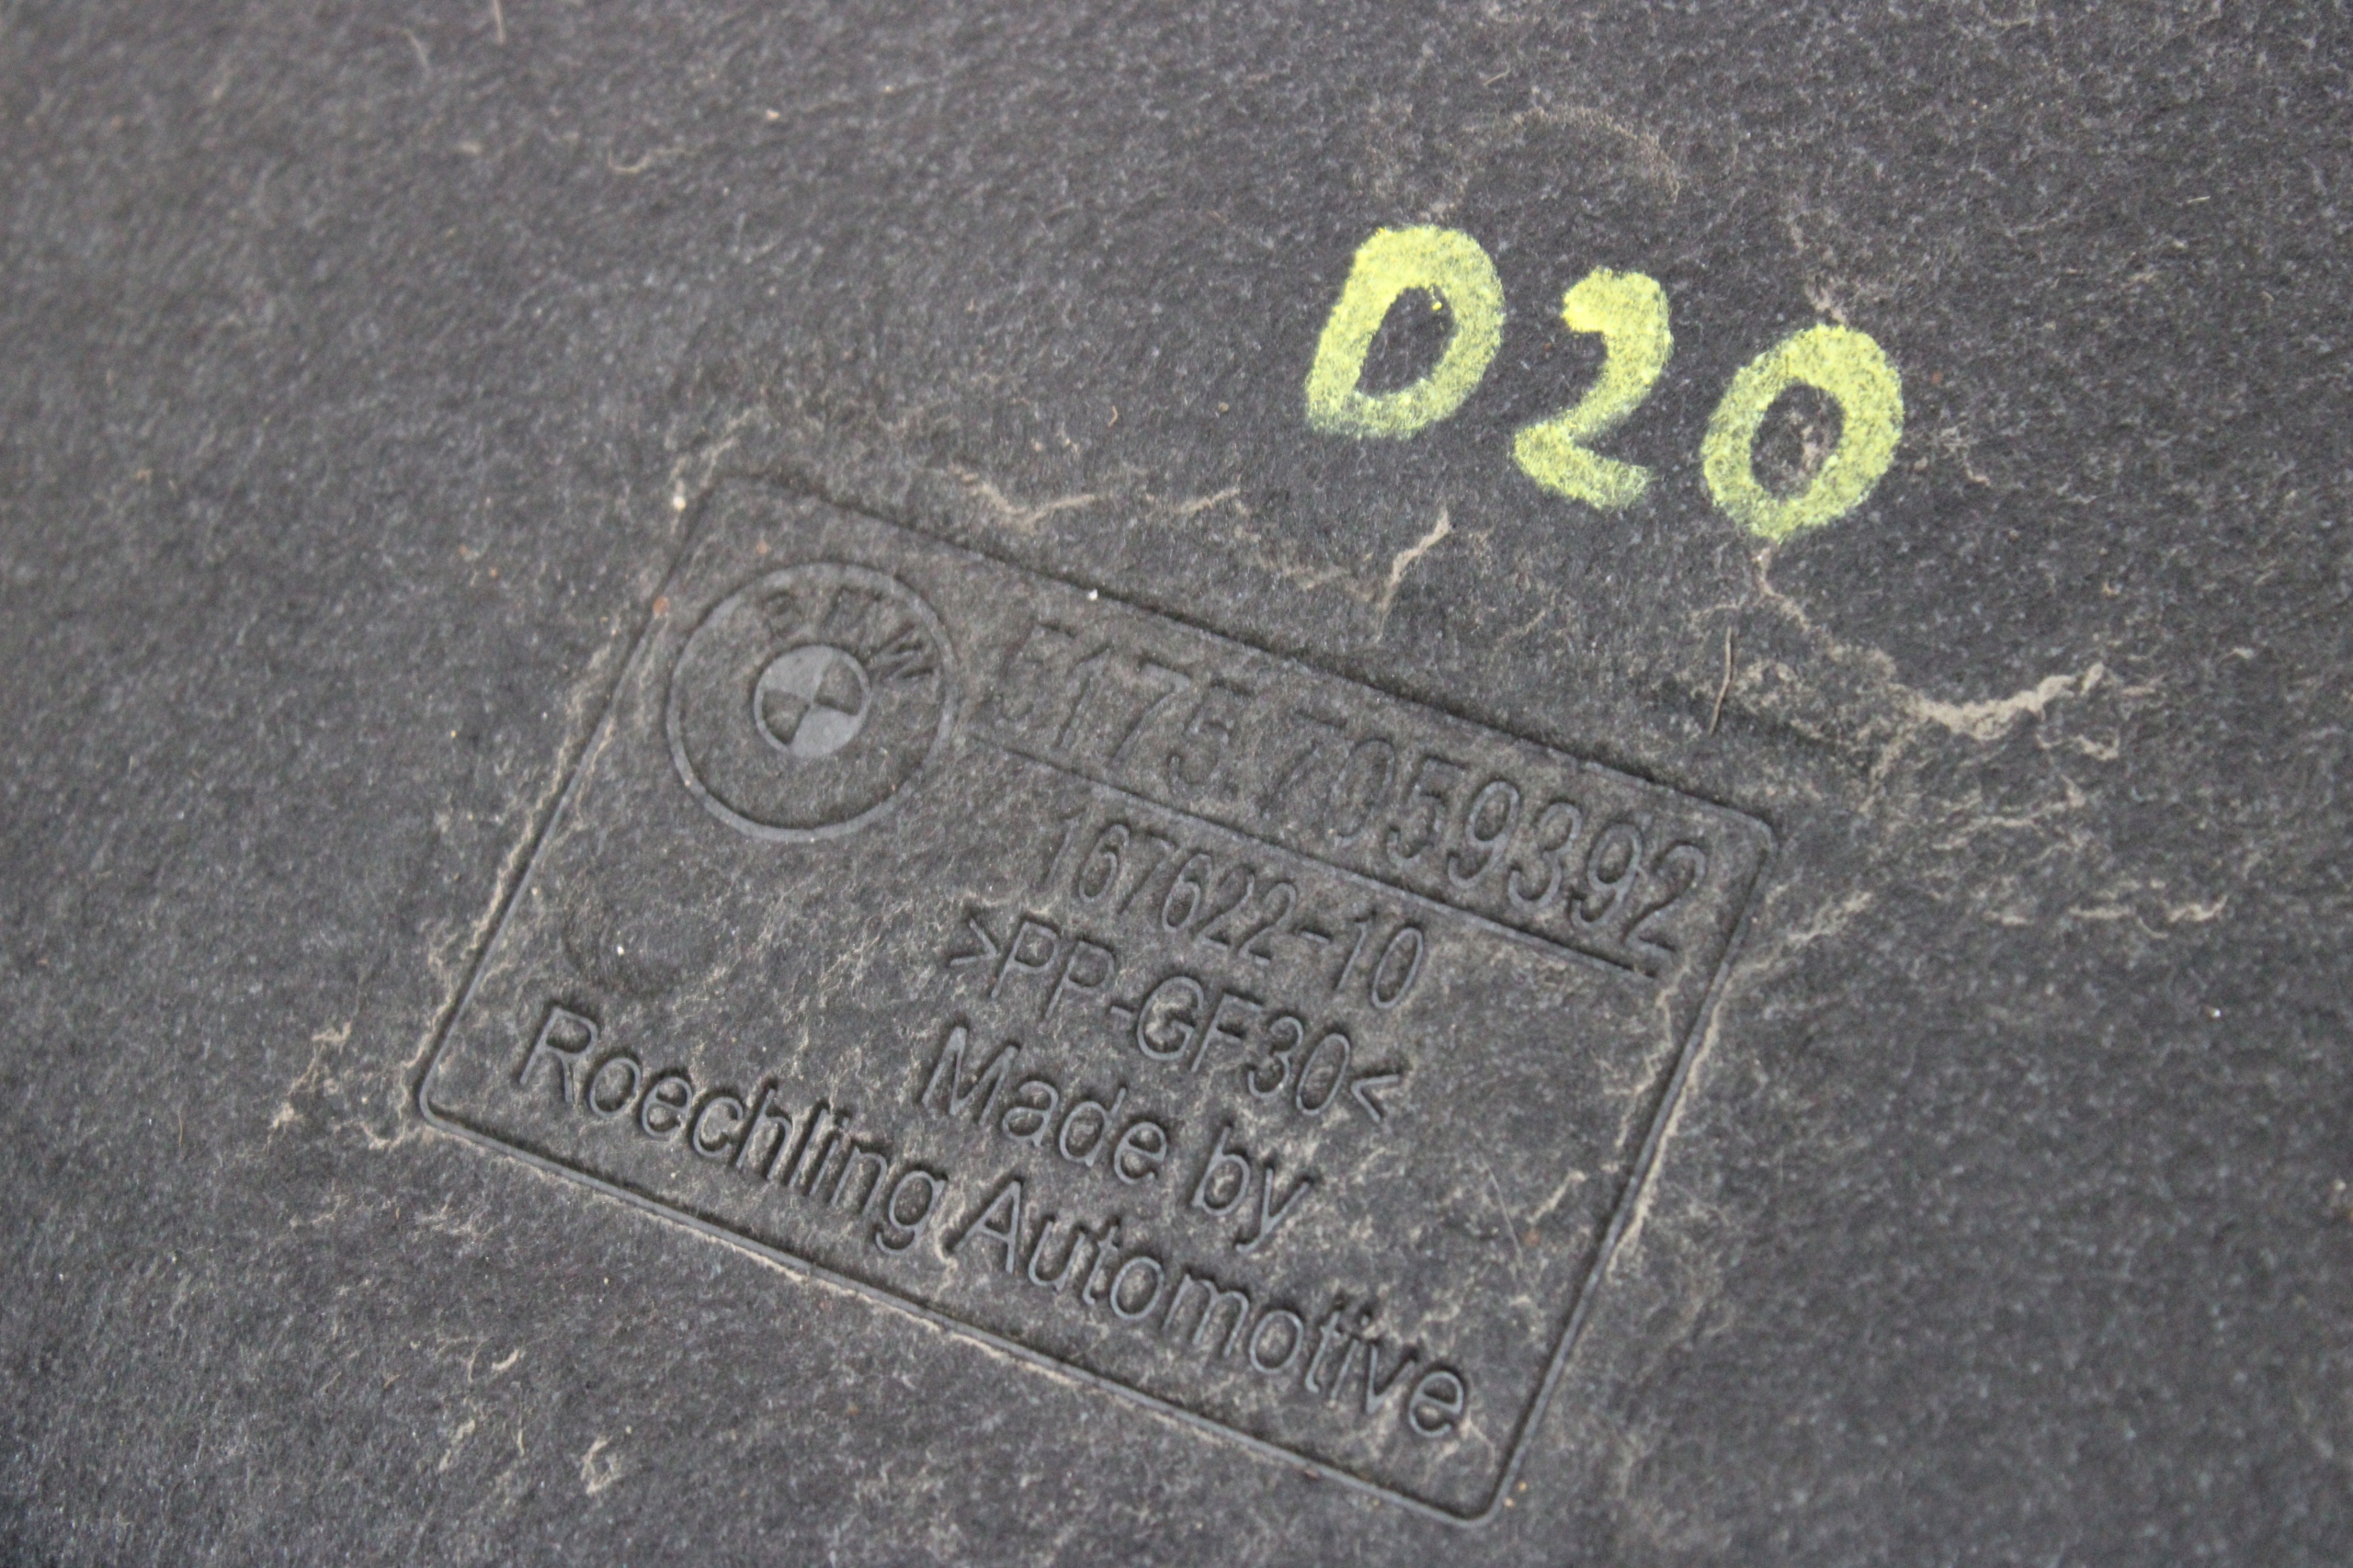 D20
BMW
5175.7059392
167622-10
>PP-GF30<
Made by
Roechling Automotive